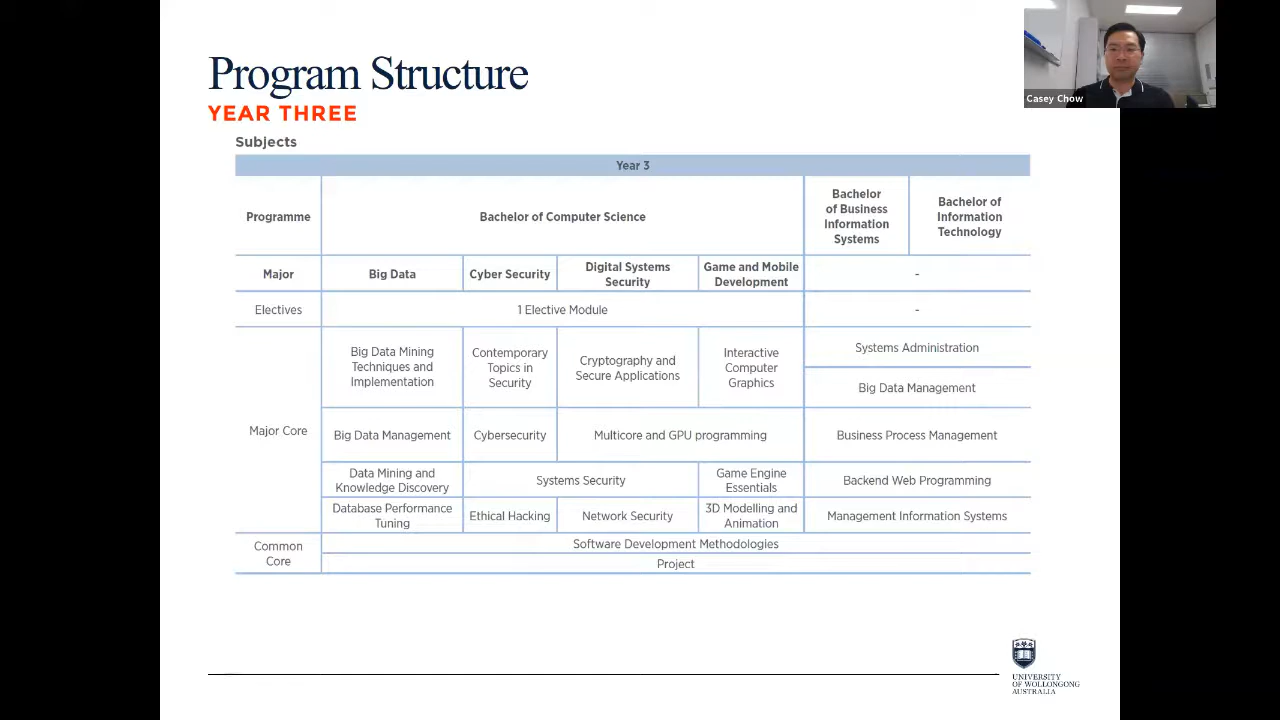 Program Structure
YEAR THREE
Casey Chow
Subjects
Year 3
Programme
Bachelor of Computer Science
Bachelor
of Business
Information
Systems
Bachelor of
Information
Technology
Major
Big Data
Cyber Security
Digital Systems
Security
Game and Mobile
Development
-
Electives
1 Elective Module
-
Major Core
Big Data Mining
Techniques and
Implementation
Contemporary
Topics in
Security
Cryptography and
Secure Applications
Interactive
Computer
Graphics
Systems Administration
Big Data Management
Big Data Management
Cybersecurity
Multicore and GPU programming
Business Process Management
Data Mining and
Knowledge Discovery
Systems Security
Game Engine
Essentials
Backend Web Programming
Database Performance
Tuning
Ethical Hacking
Network Security
3D Modelling and
Animation
Management Information Systems
Common
Core
Software Development Methodologies
Project
UNIVERSITY
OF WOLLONGONG
AUSTRALIA